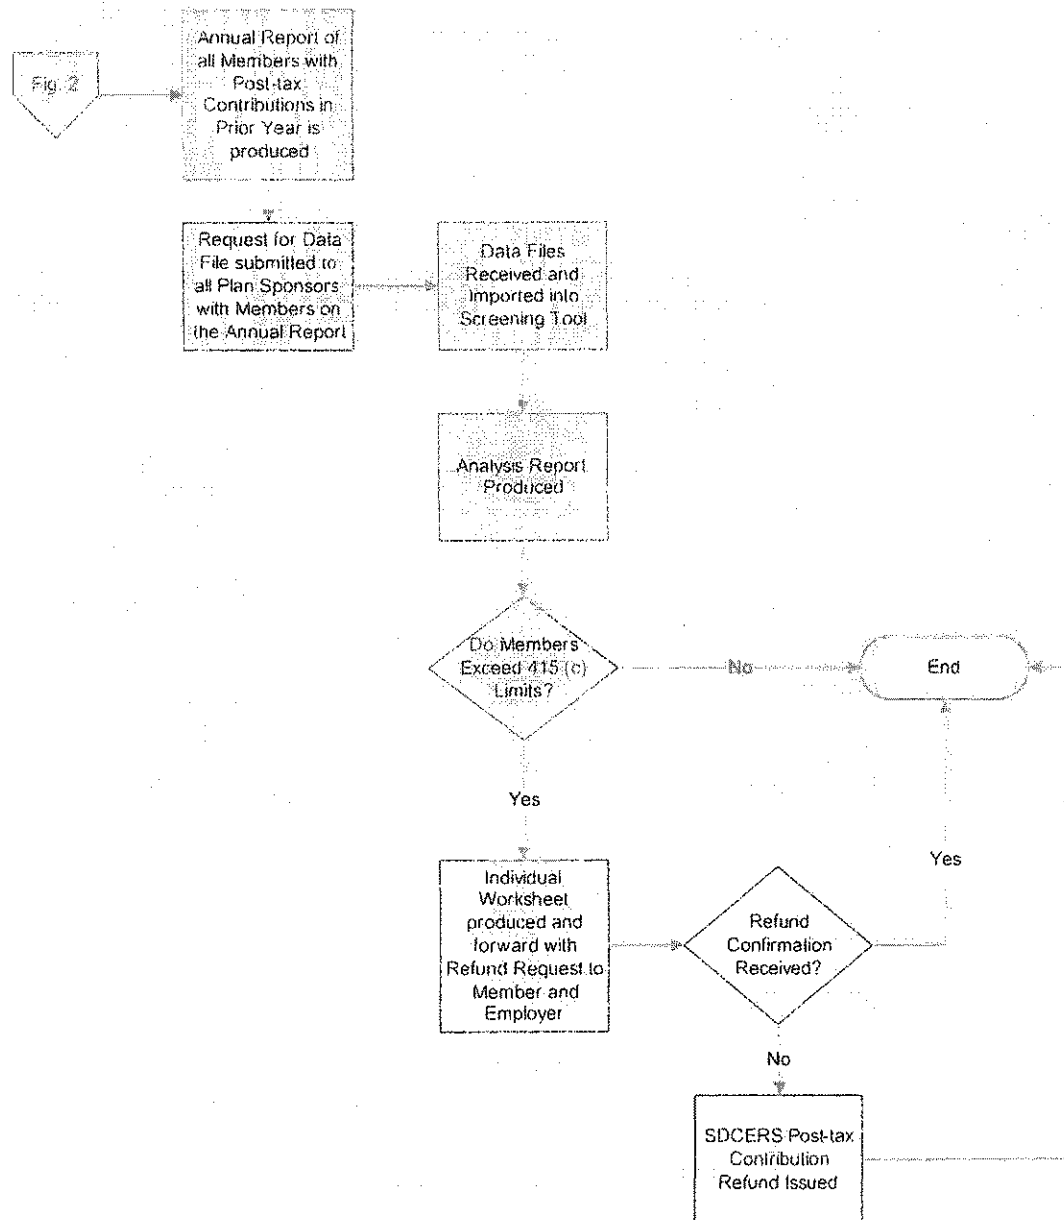 Fig. 2
Annual Report of
all Members with
Post-tax
Contributions in
Prior Year is
produced
Request for Data
File submitted to
all Plan Sponsors
with Members on
the Annual Report
Data Files
Received and
Imported into
Screening Tool
Analysis Report
Produced
Do Members
Exceed 415 (c)
Limits?
No
End
Yes
Individual
Worksheet
produced and
forward with
Refund Request to
Member and
Employer
Refund
Confirmation
Received?
Yes
No
SDCERS Post-tax
Contribution
Refund Issued